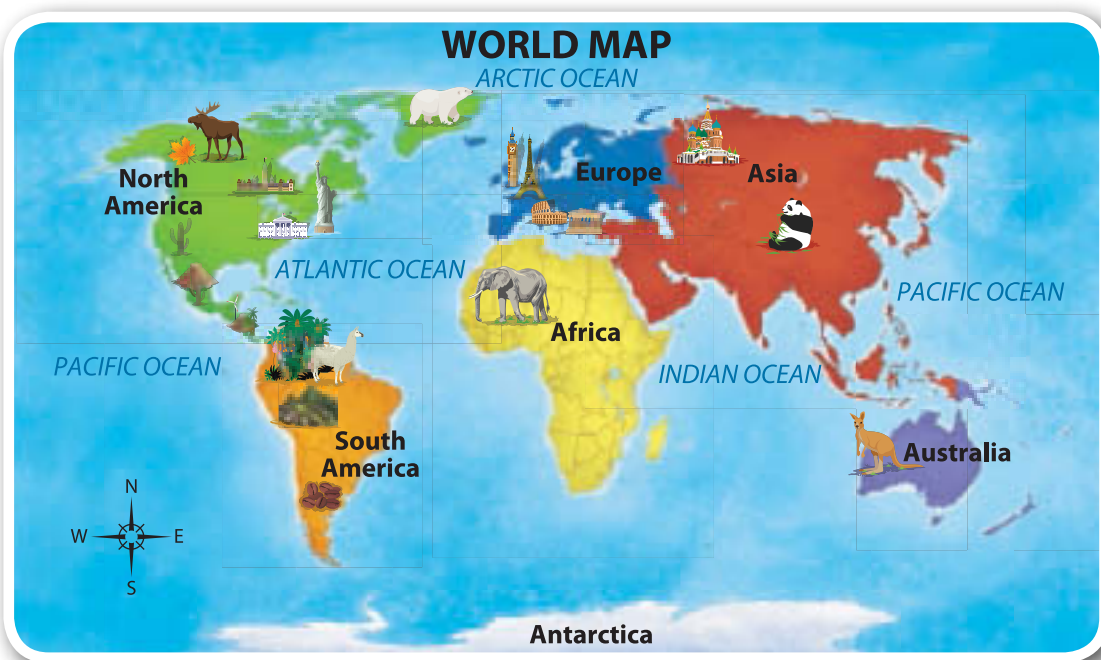 WORLD MAP
ARCTIC OCEAN
North
America
Europe
Asia
ATLANTIC OCEAN
PACIFIC OCEAN
Africa
PACIFIC OCEAN
INDIAN OCEAN
South
America
Australia
N
W
E
S
Antarctica